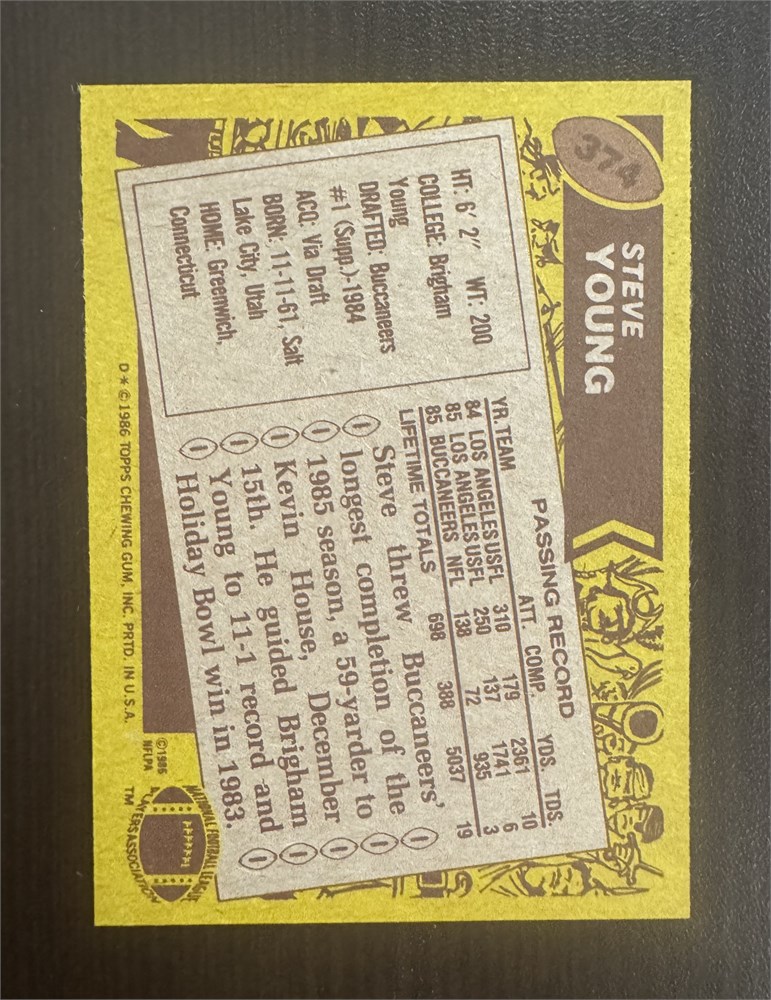 374
STEVE
YOUNG
HT: 6' 2" WT: 200
COLLEGE: Brigham
Young
DRAFTED: Buccaneers
#1 (Supp.)-1984
ACQ: Via Draft
BORN: 11-11-61, Salt
Lake City, Utah
HOME: Greenwich,
Connecticut
PASSING RECORD
YR. TEAM ATT. COMP. YDS. TDS.
84 LOS ANGELES USFL 310 179 2361 10
85 LOS ANGELES USFL 250 137 1741 6
85 BUCCANEERS NFL 138 72 935 3
LIFETIME TOTALS 698 388 5037 19
Steve threw Buccaneers'
longest completion of the
1985 season, a 59-yarder to
Kevin House, December
15th. He guided Brigham
Young to 11-1 record and
Holiday Bowl win in 1983.
D * © 1986 TOPPS CHEWING GUM, INC. PRTD. IN U.S.A.
© 1986
NFLPA
NATIONAL FOOTBALL LEAGUE
PLAYERS ASSOCIATION
TM